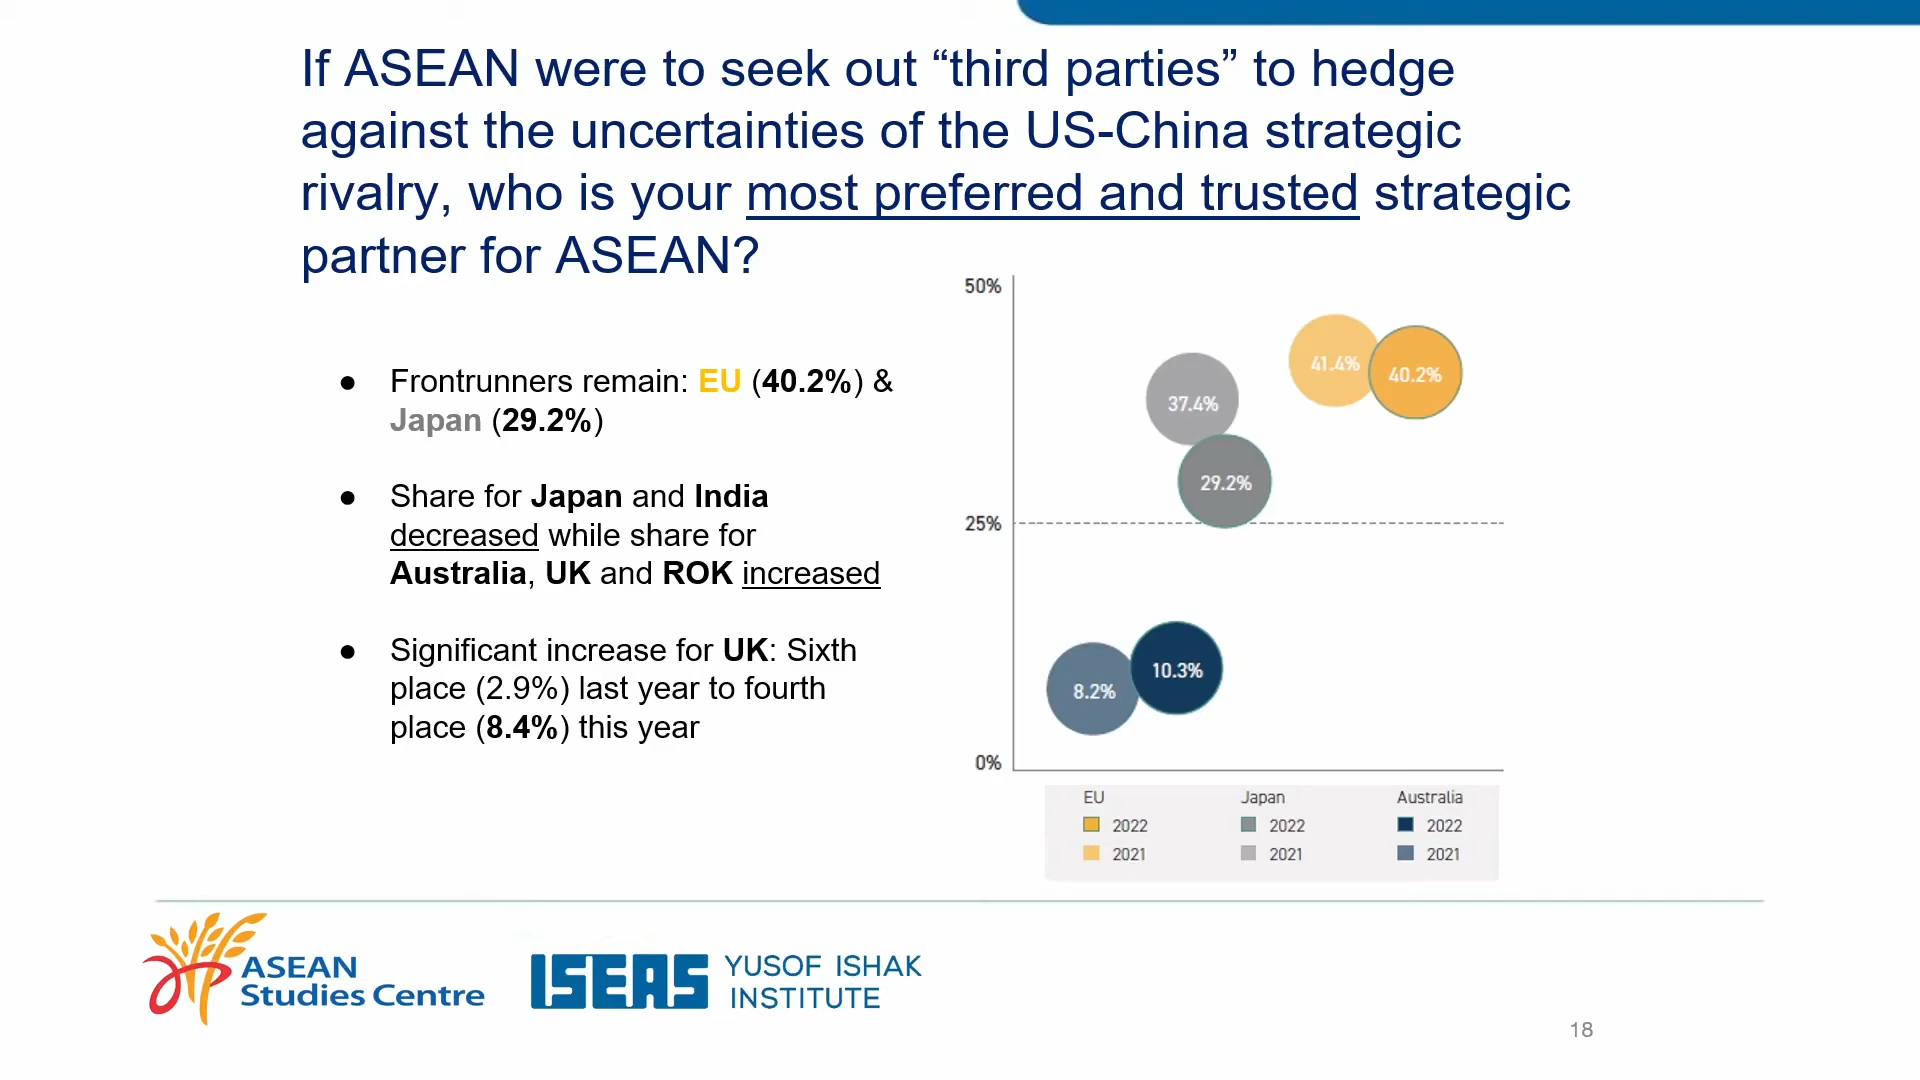 If ASEAN were to seek out “third parties” to hedge
against the uncertainties of the US-China strategic
rivalry, who is your most preferred and trusted strategic
partner for ASEAN?
● Frontrunners remain: EU (40.2%) &
Japan (29.2%)
● Share for Japan and India
decreased while share for
Australia, UK and ROK increased
● Significant increase for UK: Sixth
place (2.9%) last year to fourth
place (8.4%) this year
50%
41.4%
40.2%
37.4%
29.2%
25%
10.3%
8.2%
0%
EU Japan Australia
2022 2022 2022
2021 2021 2021
ASEAN
Studies Centre
ISEAS YUSOF ISHAK
INSTITUTE
18